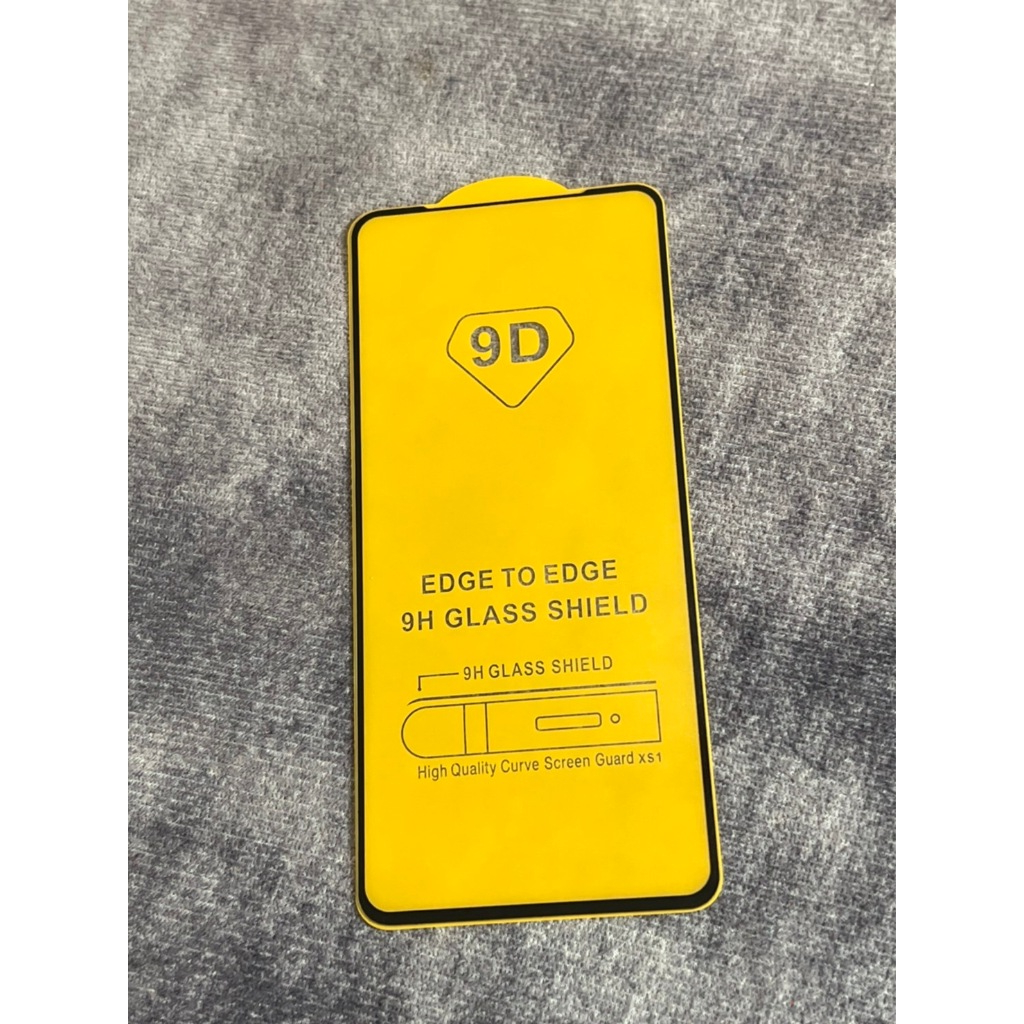 9D
EDGE TO EDGE
9H GLASS SHIELD
9H GLASS SHIELD
High Quality Curve Screen Guard XS1